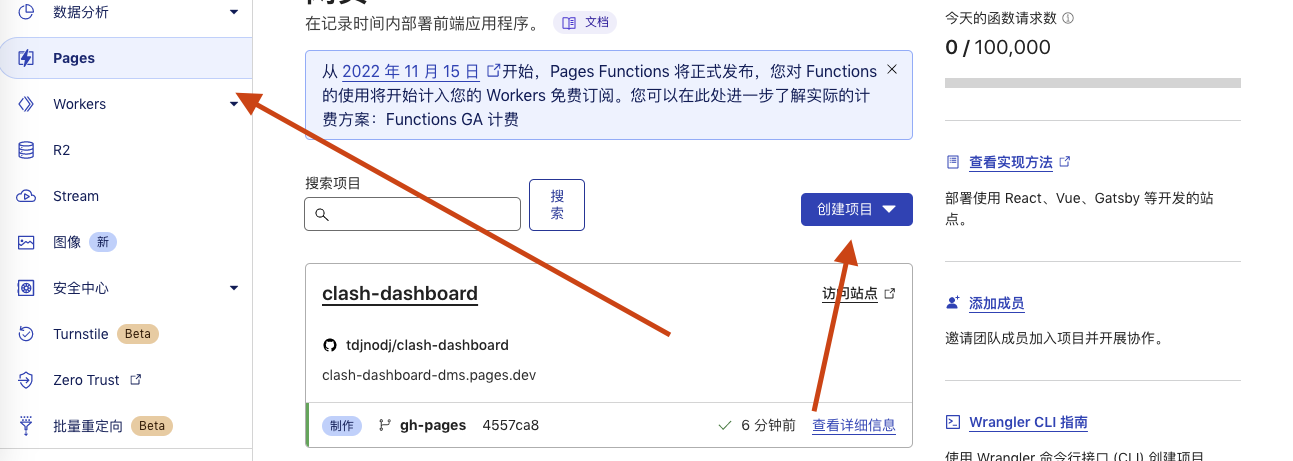 数据分析
Pages
Workers
R2
Stream
图像 新
安全中心
Turnstile Beta
Zero Trust
批量重定向 Beta
在记录时间内部署前端应用程序。 文档
从 2022 年 11 月 15 日 开始，Pages Functions 将正式发布，您对 Functions
的使用将开始计入您的 Workers 免费订阅。您可以在此处进一步了解实际的计
费方案：Functions GA 计费
搜索项目
搜
索
创建项目
clash-dashboard
访问站点
tdjnodj/clash-dashboard
clash-dashboard-dms.pages.dev
制作 gh-pages 4557ca8 6 分钟前 查看详细信息
今天的函数请求数
0 / 100,000
查看实现方法
部署使用 React、Vue、Gatsby 等开发的站
点。
添加成员
邀请团队成员加入项目并开展协作。
Wrangler CLI 指南
使用 Wrangler 命令行接口 (CLI) 创建项目